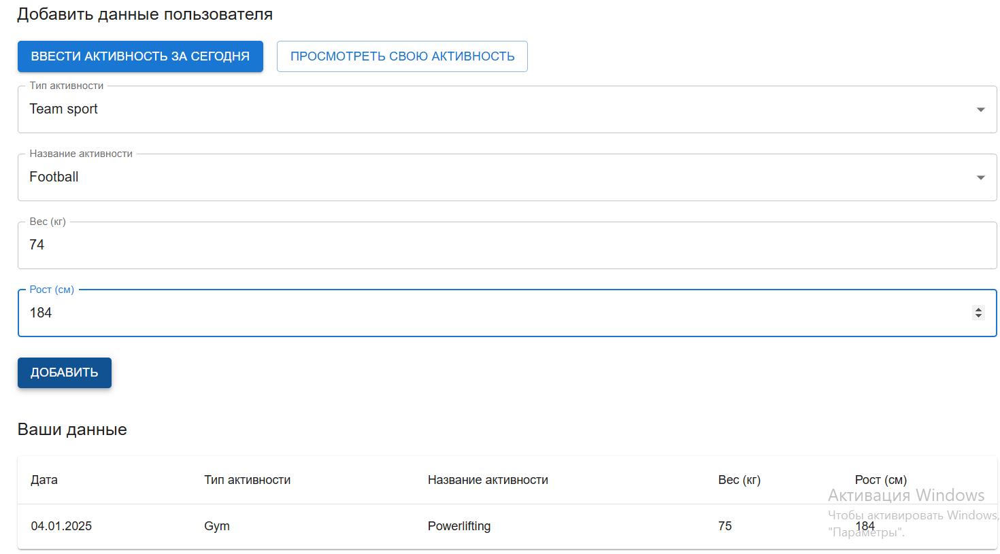 Добавить данные пользователя
ВВЕСТИ АКТИВНОСТЬ ЗА СЕГОДНЯ ПРОСМОТРЕТЬ СВОЮ АКТИВНОСТЬ
Тип активности
Team sport
Название активности
Football
Вес (кг)
74
Рост (см)
184
ДОБАВИТЬ
Ваши данные
Дата Тип активности Название активности Вес (кг) Рост (см)
04.01.2025 Gym Powerlifting 75 184
Активация Windows
Чтобы активировать Windows,
"Параметры".